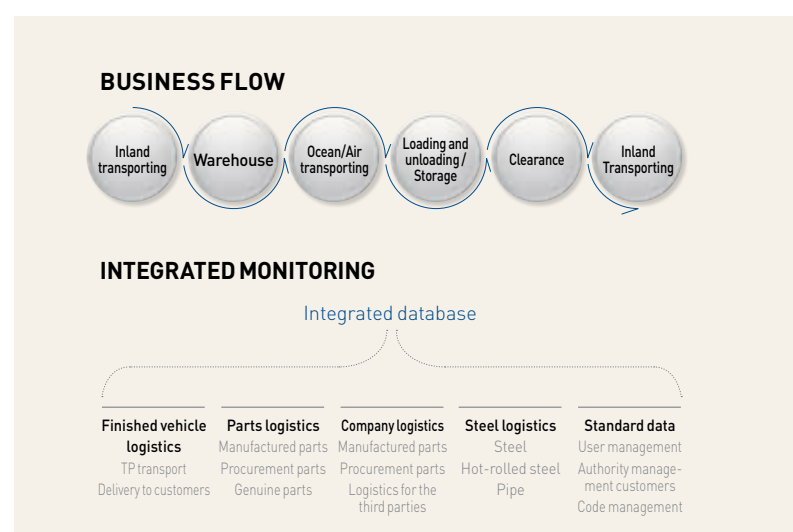 BUSINESS FLOW
Inland
transporting
Warehouse
Ocean/Air
transporting
Loading and
unloading /
Storage
Clearance
Inland
Transporting
INTEGRATED MONITORING
Integrated database
Finished vehicle
logistics
TP transport
Delivery to customers
Parts logistics
Manufactured parts
Procurement parts
Genuine parts
Company logistics
Manufactured parts
Procurement parts
Logistics for the
third parties
Steel logistics
Steel
Hot-rolled steel
Pipe
Standard data
User management
Authority manage-
ment customers
Code management